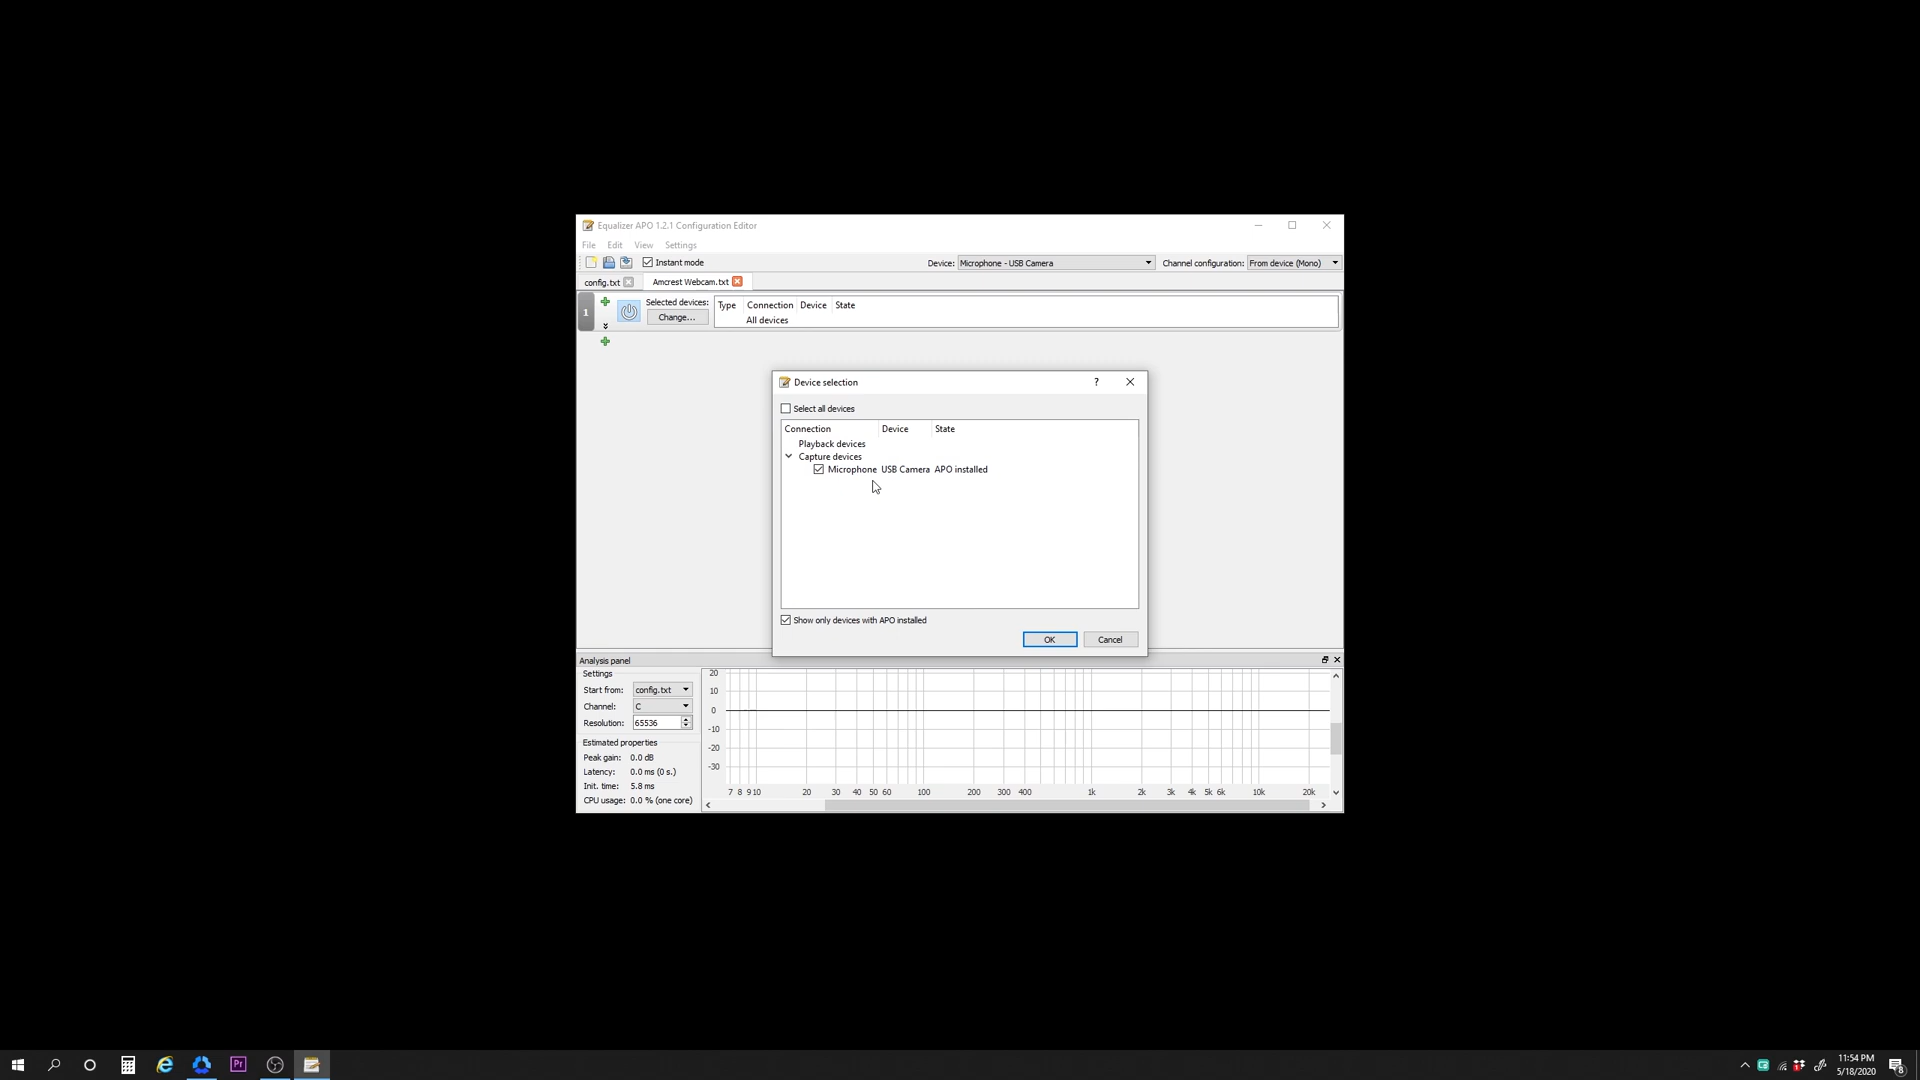 Equalizer APO 1.2.1 Configuration Editor
File Edit View Settings
Instant mode Device: Microphone - USB Camera Channel configuration: From device (Mono)
config.txt Amcrest Webcam.txt
1 Selected devices: Change...
Type Connection Device State
All devices
Device selection ?
Select all devices
Connection Device State
Playback devices
Capture devices
Microphone USB Camera APO installed
Show only devices with APO installed
OK Cancel
Analysis panel
Settings
Start from: config.txt
Channel: C
Resolution: 65536
Estimated properties
Peak gain: 0.0 dB
Latency: 0.0 ms (0 s.)
Init. time: 5.8 ms
CPU usage: 0.0 % (one core)
20
10
0
-10
-20
-30
7 8 9 10 20 30 40 50 60 100 200 300 400 1k 2k 3k 4k 5k 6k 10k 20k
Pr
11:54 PM
5/18/2020